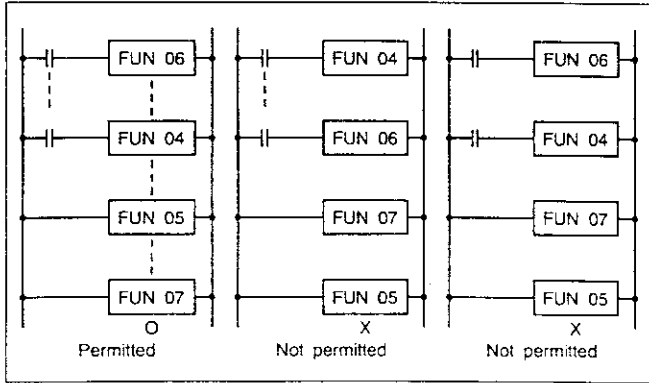 FUN 06
FUN 04
FUN 05
FUN 07
O
Permitted
FUN 04
FUN 06
FUN 07
FUN 05
X
Not permitted
FUN 06
FUN 04
FUN 07
FUN 05
X
Not permitted